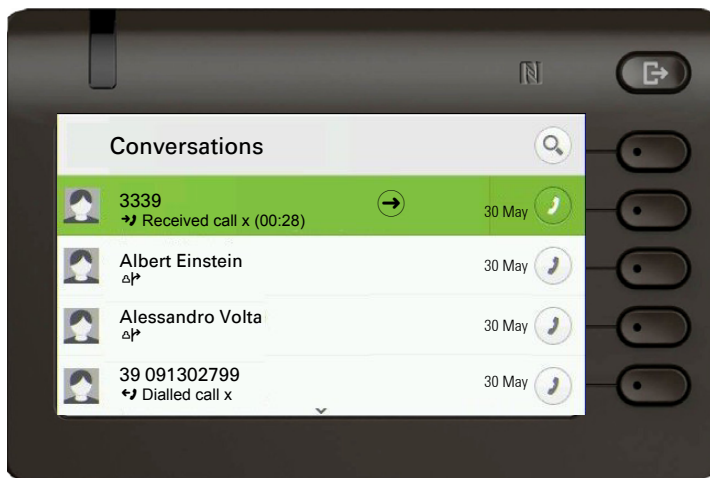 Conversations
3339
30 May
Received call x (00:28)
Albert Einstein
30 May
Alessandro Volta
30 May
39 091302799
30 May
Dialled call x